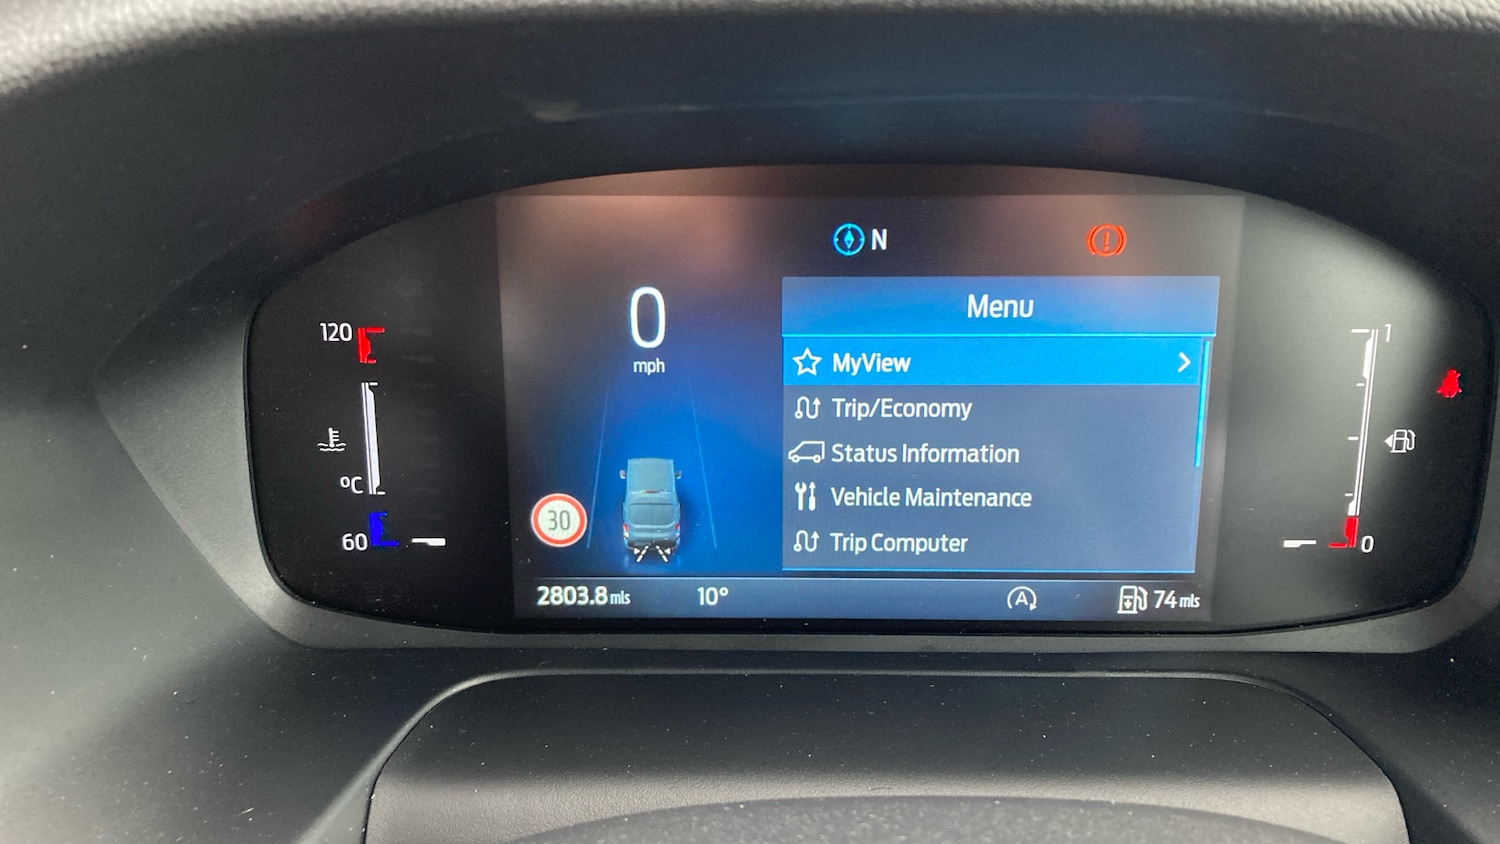 N
0
mph
Menu
MyView
Trip/Economy
Status Information
Vehicle Maintenance
Trip Computer
120
°C
60
30
1
0
2803.8 mls
10°
A
74 mls